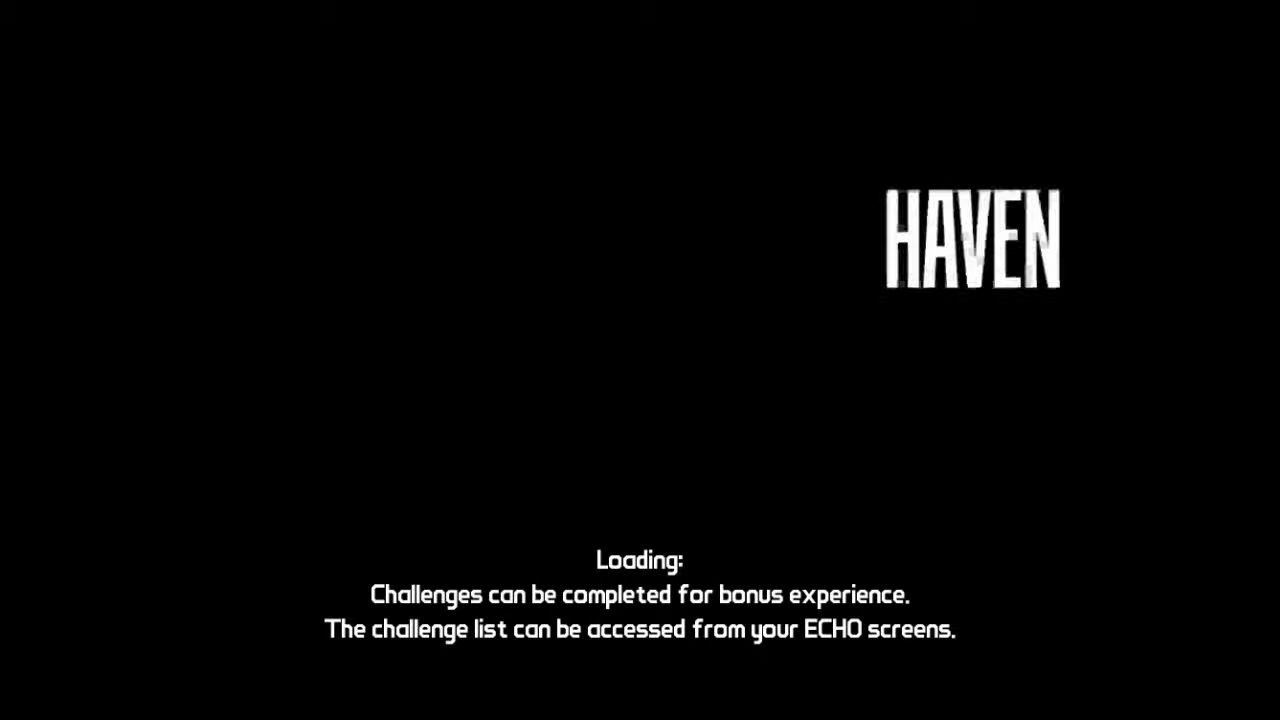 HAVEN
Loading:
Challenges can be completed for bonus experience.
The challenge list can be accessed from your ECHO screens.